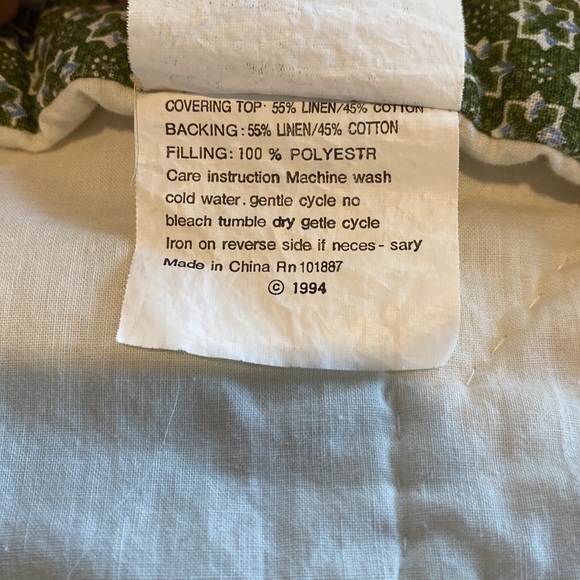 COVERING TOP: 55% LINEN/45% COTTON
BACKING: 55% LINEN/45% COTTON
FILLING: 100 % POLYESTR
Care instruction Machine wash
cold water. gentle cycle no
bleach tumble dry getle cycle
Iron on reverse side if neces - sary
Made in China Rn 101887
© 1994